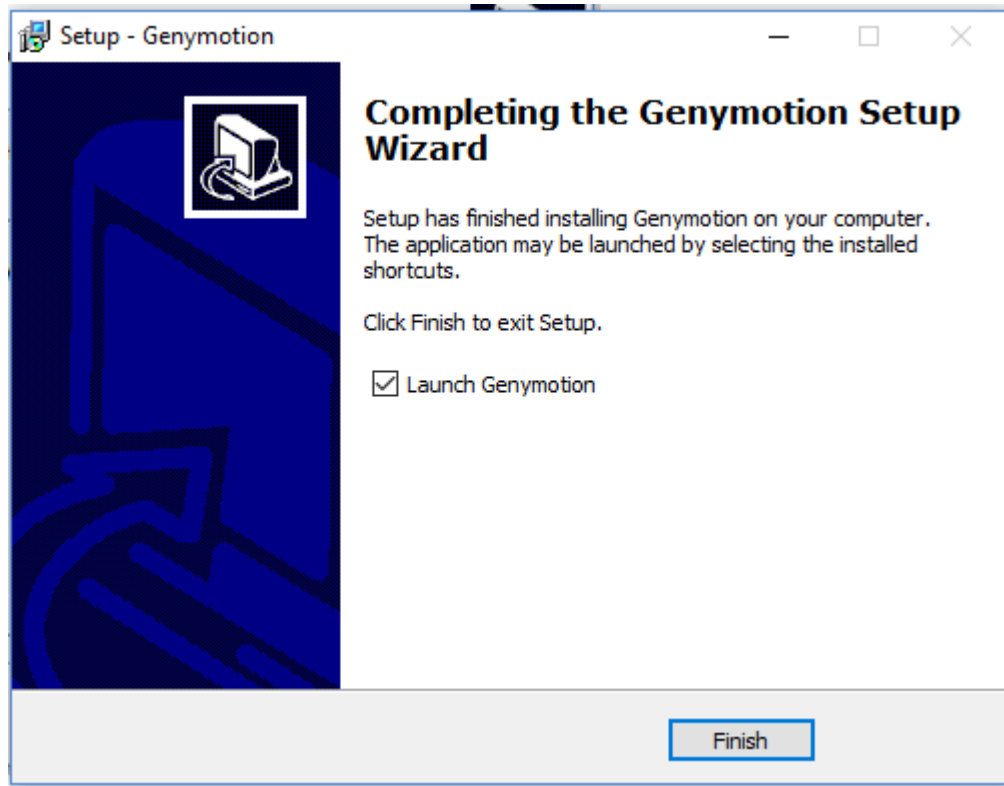 Setup - Genymotion
Completing the Genymotion Setup
Wizard
Setup has finished installing Genymotion on your computer.
The application may be launched by selecting the installed
shortcuts.
Click Finish to exit Setup.
Launch Genymotion
Finish